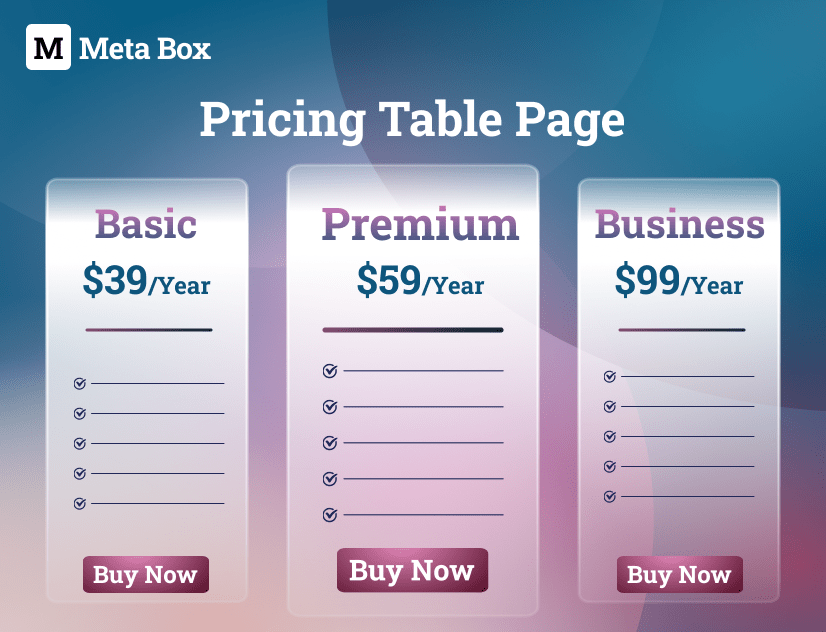 M Meta Box
Pricing Table Page
Basic
$39/Year
Buy Now
Premium
$59/Year
Buy Now
Business
$99/Year
Buy Now